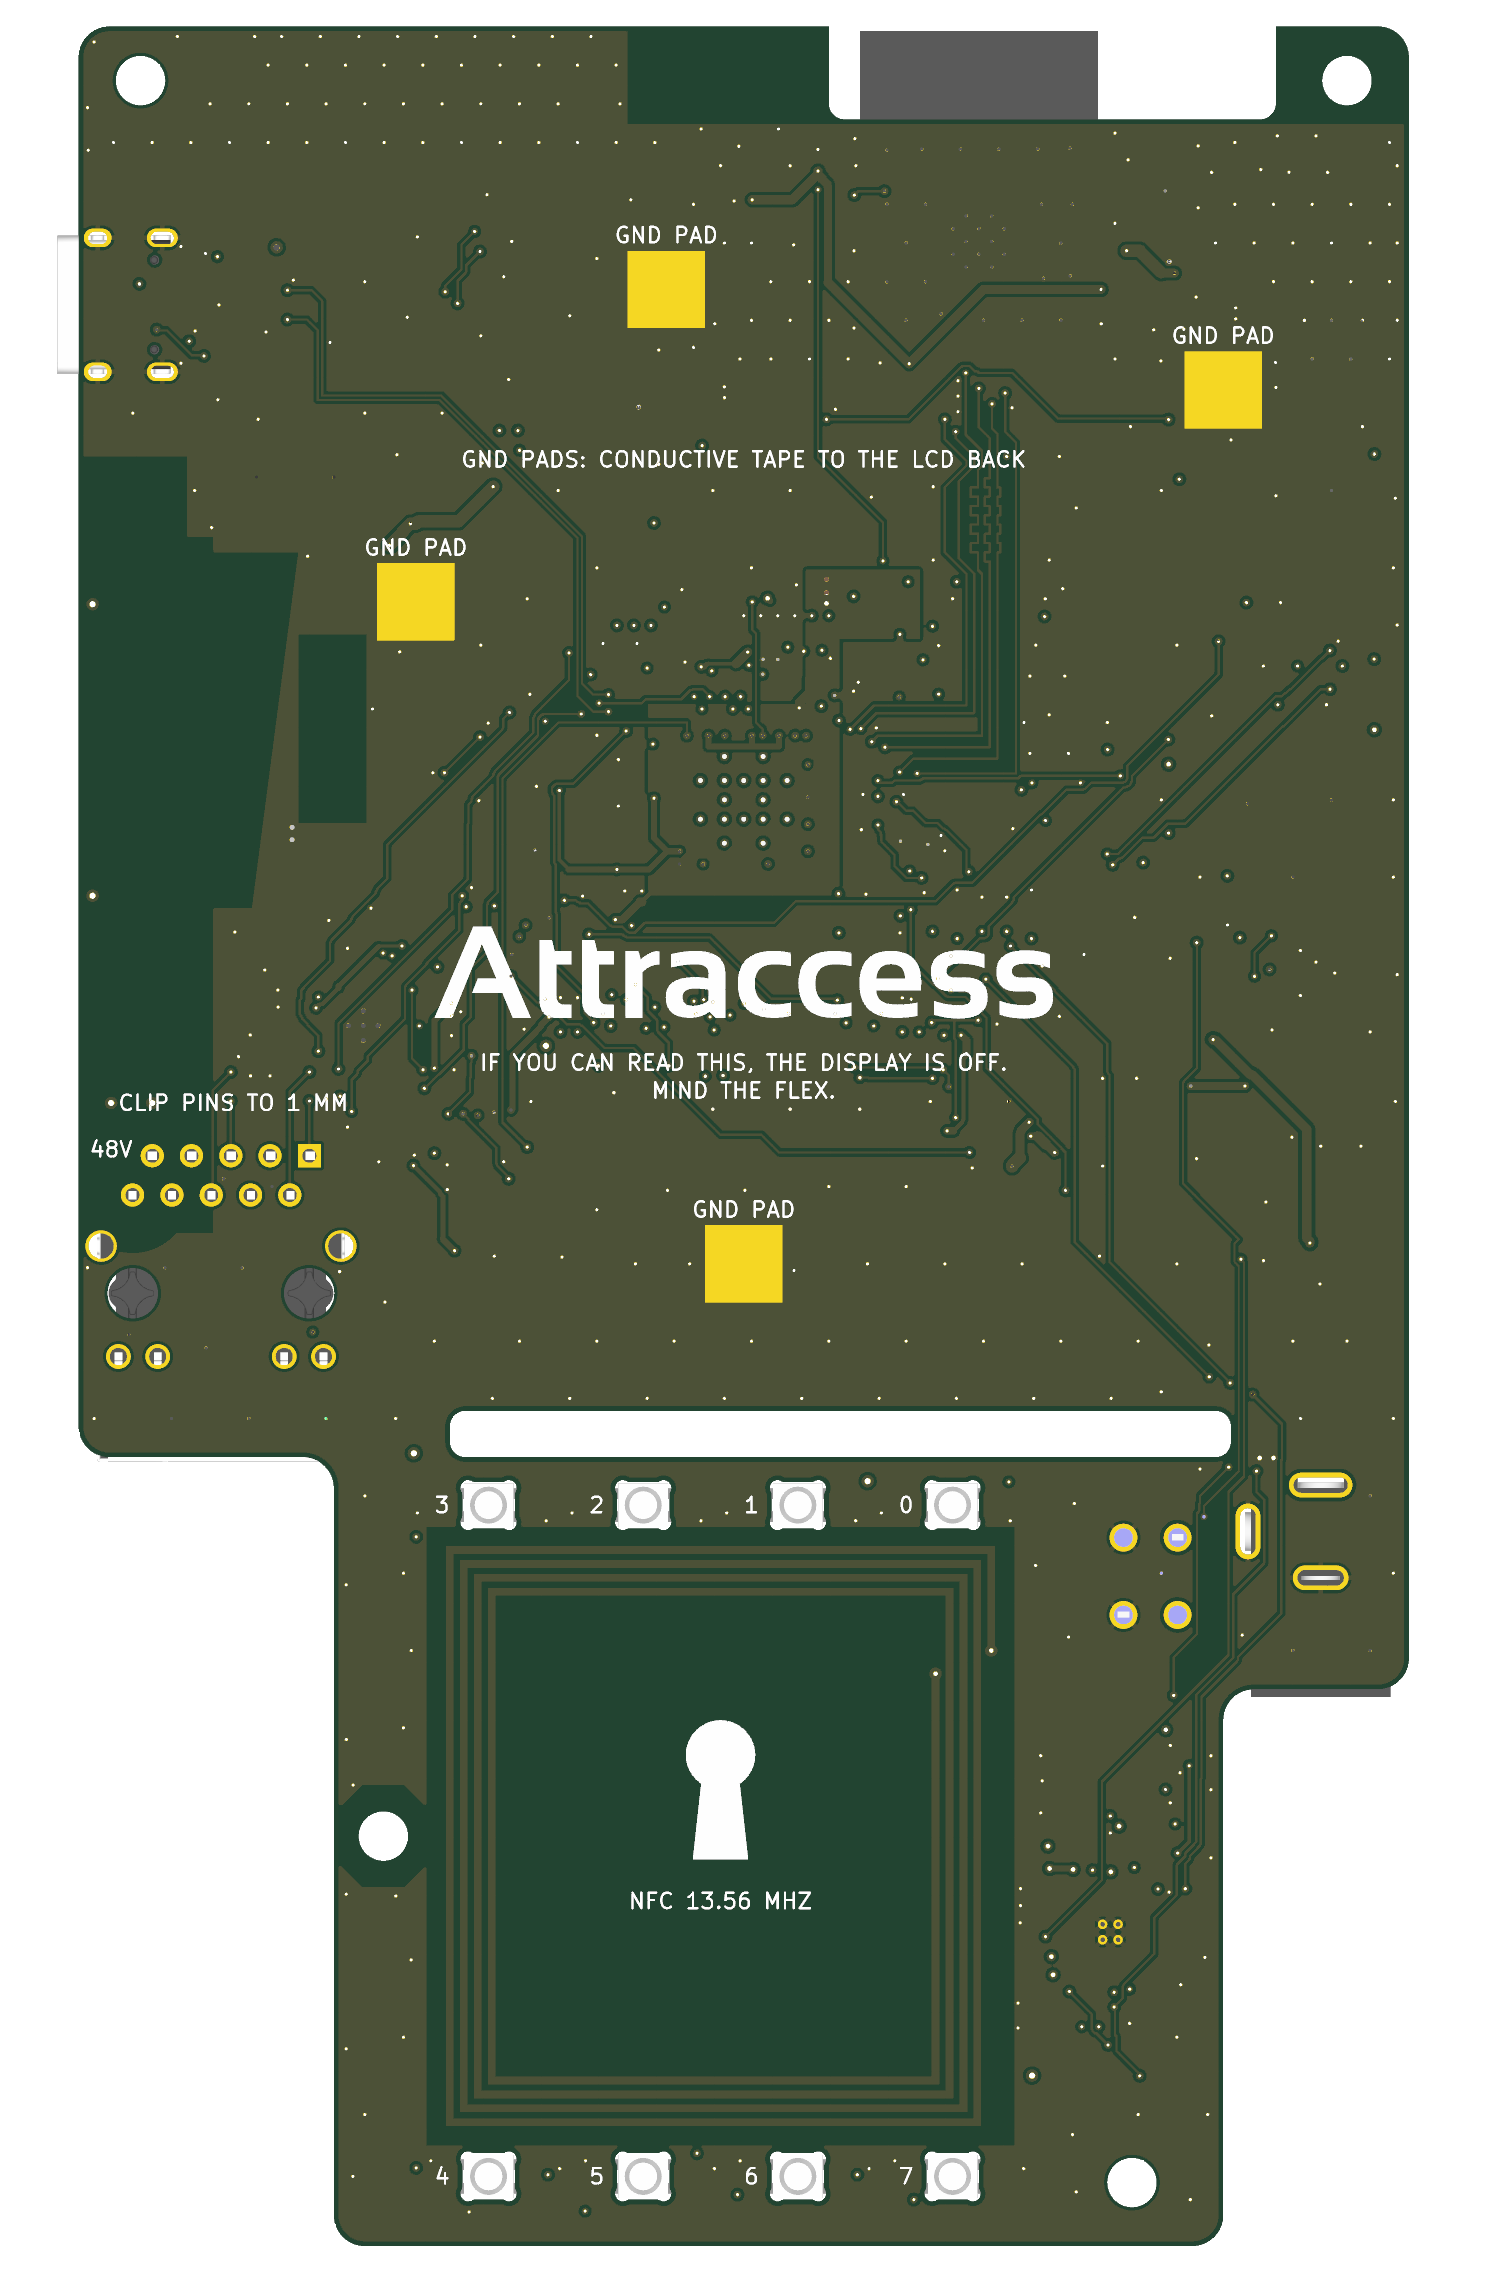 GND PAD
GND PAD
GND PADS: CONDUCTIVE TAPE TO THE LCD BACK
GND PAD
Attraccess
IF YOU CAN READ THIS, THE DISPLAY IS OFF.
MIND THE FLEX.
CLIP PINS TO 1 MM
48V
GND PAD
3 2 1 0
NFC 13.56 MHZ
4 5 6 7